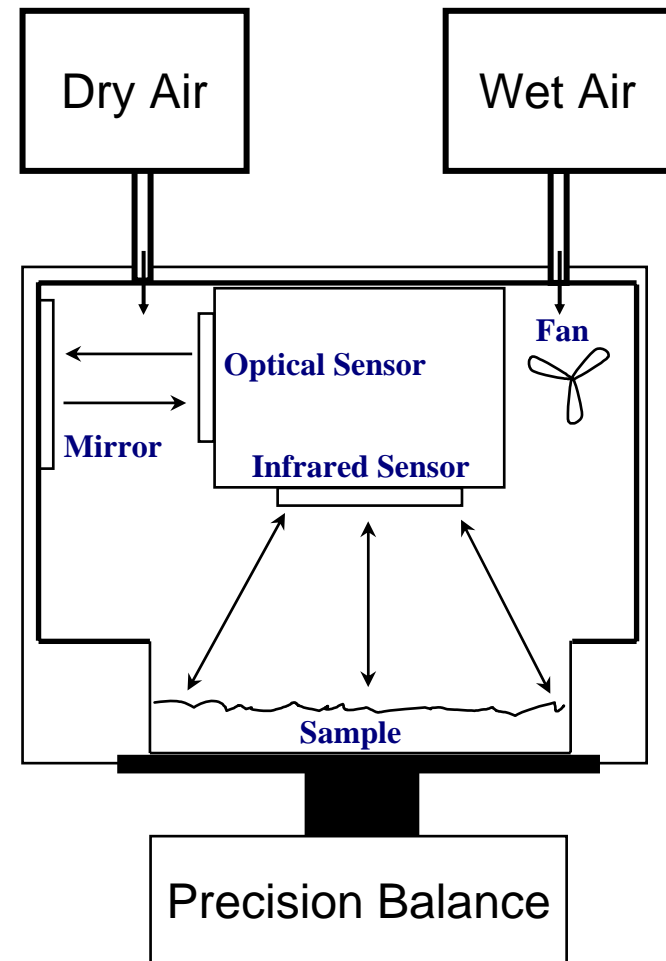 Dry Air
Wet Air
Fan
Optical Sensor
Mirror
Infrared Sensor
Sample
Precision Balance